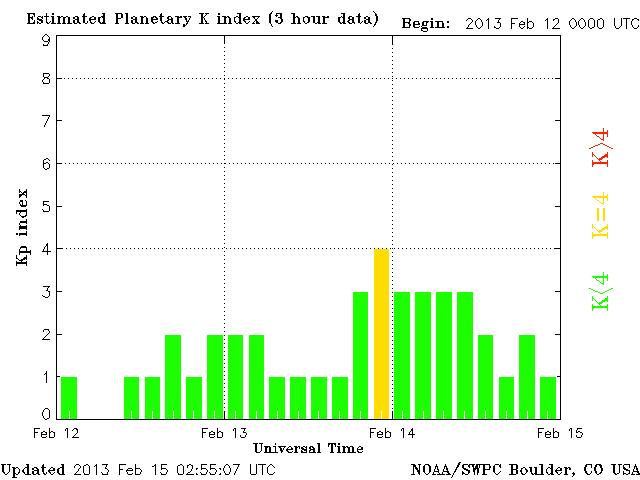 Estimated Planetary K index (3 hour data) Begin: 2013 Feb 12 0000 UTC
9
8
7
6
5
4
3
2
1
0
Kp index
K>4
K=4
K<4
Feb 12 Feb 13 Feb 14 Feb 15
Universal Time
Updated 2013 Feb 15 02:55:07 UTC NOAA/SWPC Boulder, CO USA